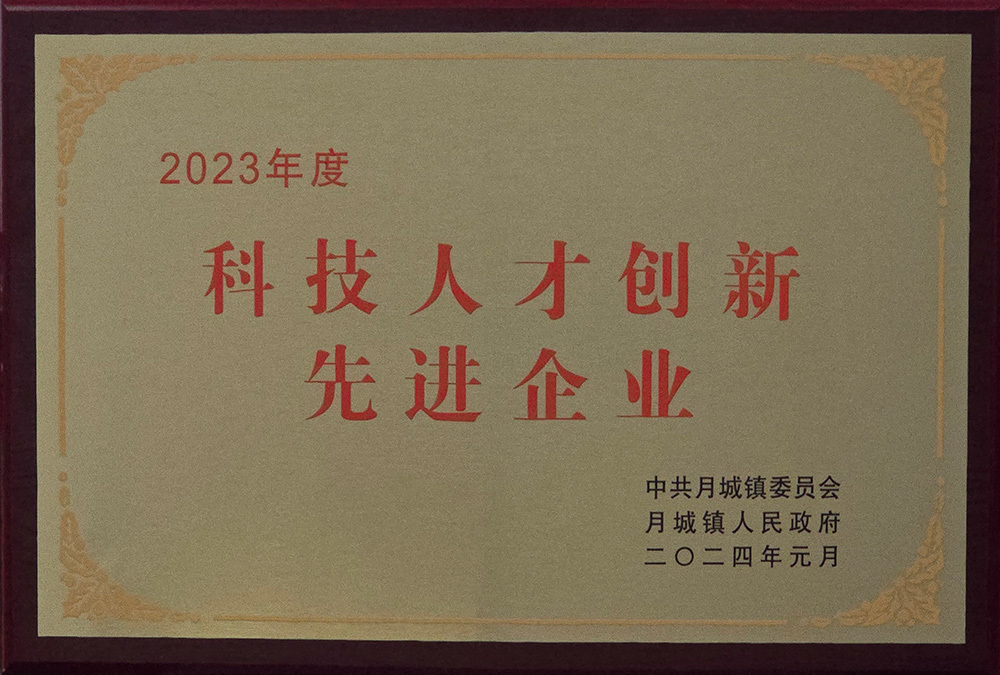 2023年度
科技人才创新
先进企业
中共月城镇委员会
月城镇人民政府
二〇二四年元月